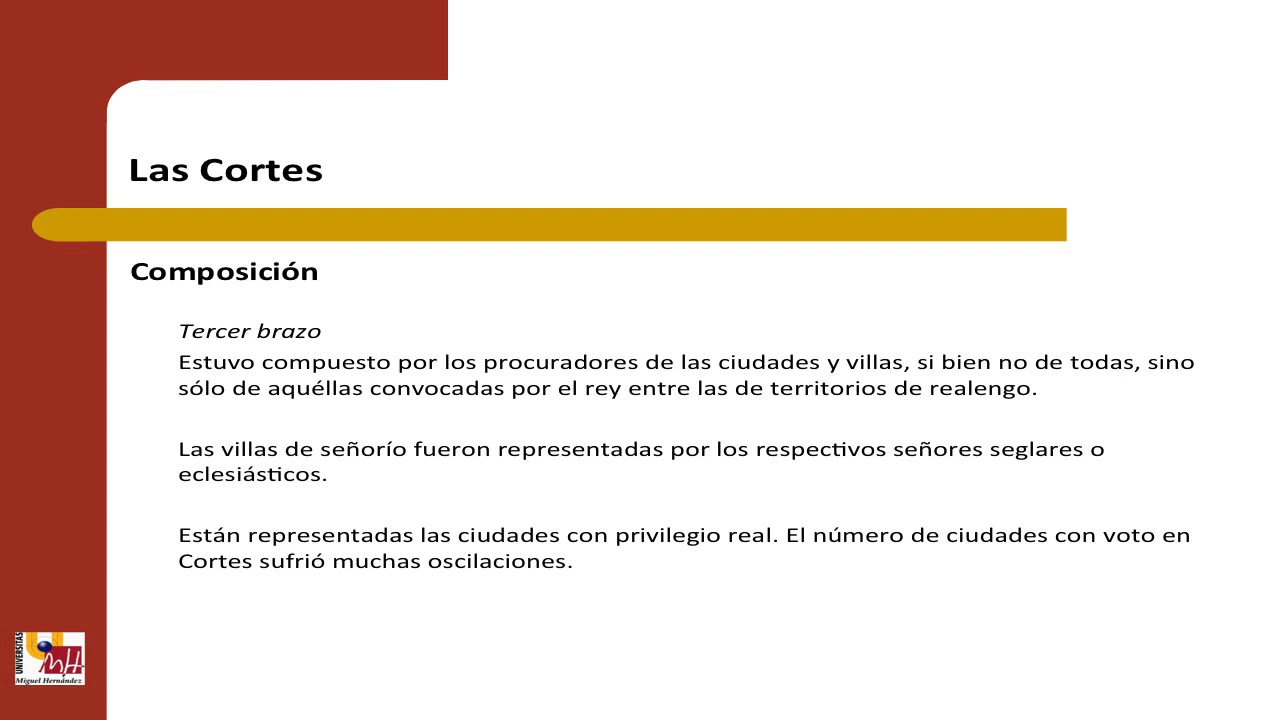 Las Cortes
Composición
Tercer brazo
Estuvo compuesto por los procuradores de las ciudades y villas, si bien no de todas, sino
sólo de aquéllas convocadas por el rey entre las de territorios de realengo.
Las villas de señorío fueron representadas por los respectivos señores seglares o
eclesiásticos.
Están representadas las ciudades con privilegio real. El número de ciudades con voto en
Cortes sufrió muchas oscilaciones.
UNIVERSITAS
MH
Miguel Hernández